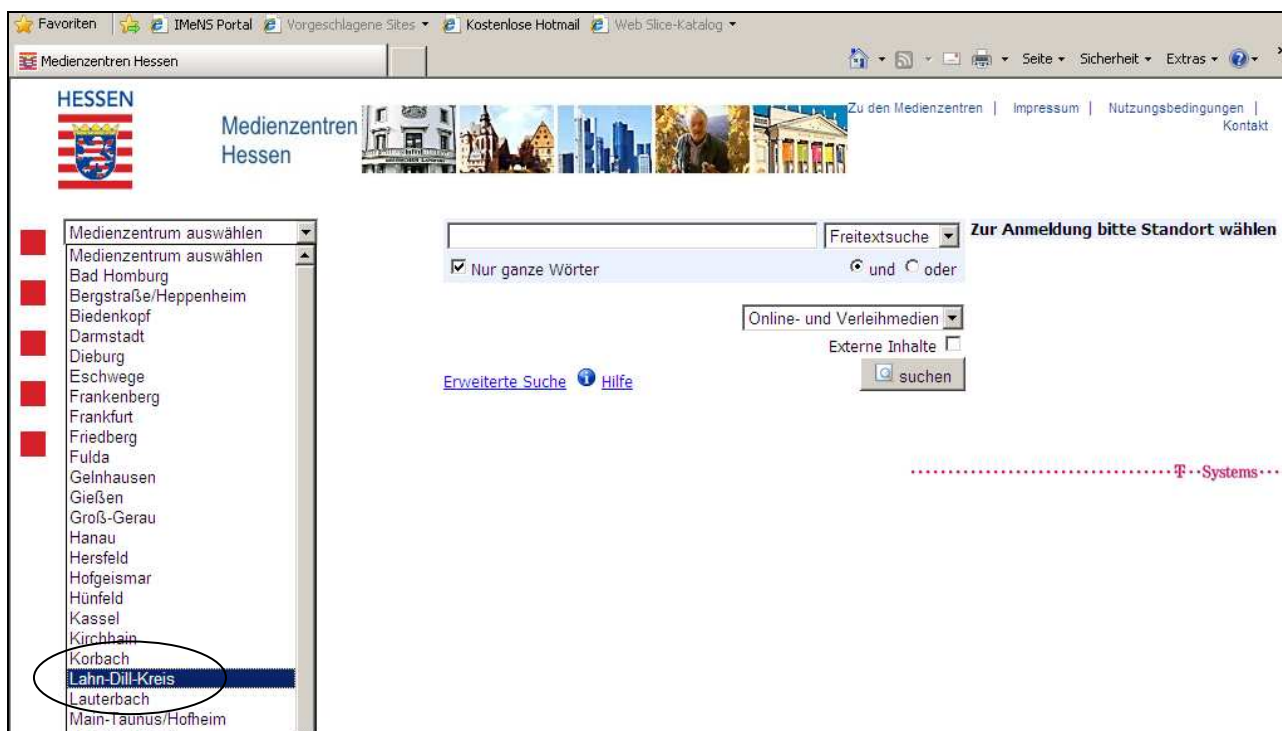 Favoriten IMeNS Portal Vorgeschlagene Sites Kostenlose Hotmail Web Slice-Katalog
Medienzentren Hessen Seite Sicherheit Extras
HESSEN
Medienzentren
Hessen
Zu den Medienzentren | Impressum | Nutzungsbedingungen |
Kontakt
Medienzentrum auswählen
Medienzentrum auswählen
Bad Homburg
Bergstraße/Heppenheim
Biedenkopf
Darmstadt
Dieburg
Eschwege
Frankenberg
Frankfurt
Friedberg
Fulda
Gelnhausen
Gießen
Groß-Gerau
Hanau
Hersfeld
Hofgeismar
Hünfeld
Kassel
Kirchhain
Korbach
Lahn-Dill-Kreis
Lauterbach
Main-Taunus/Hofheim
Freitextsuche
Nur ganze Wörter und oder
Online- und Verleihmedien
Externe Inhalte
Erweiterte Suche Hilfe suchen
Zur Anmeldung bitte Standort wählen
T··Systems···